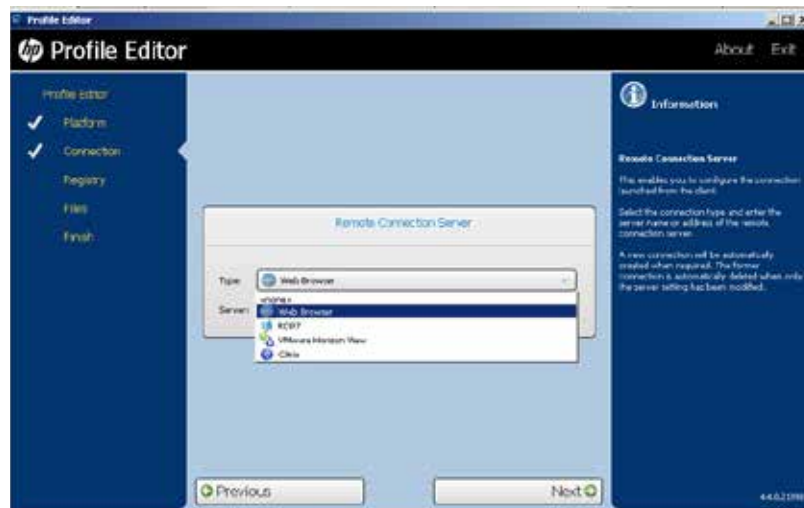 Profile Editor
hp Profile Editor
About Exit
Profile Editor
Platform
Connection
Registry
Files
Finish
Remote Connection Server
Type: Web Browser
Server:
<none>
Web Browser
VMware Horizon View
Citrix
Previous
Next
Information
Remote Connection Server
This enables you to configure the connection
launched from the client.
Select the connection type and enter the
server name or address of the remote
connection server.
A new connection will be automatically
created when required. The former
connection is automatically deleted when only
the server setting has been modified.